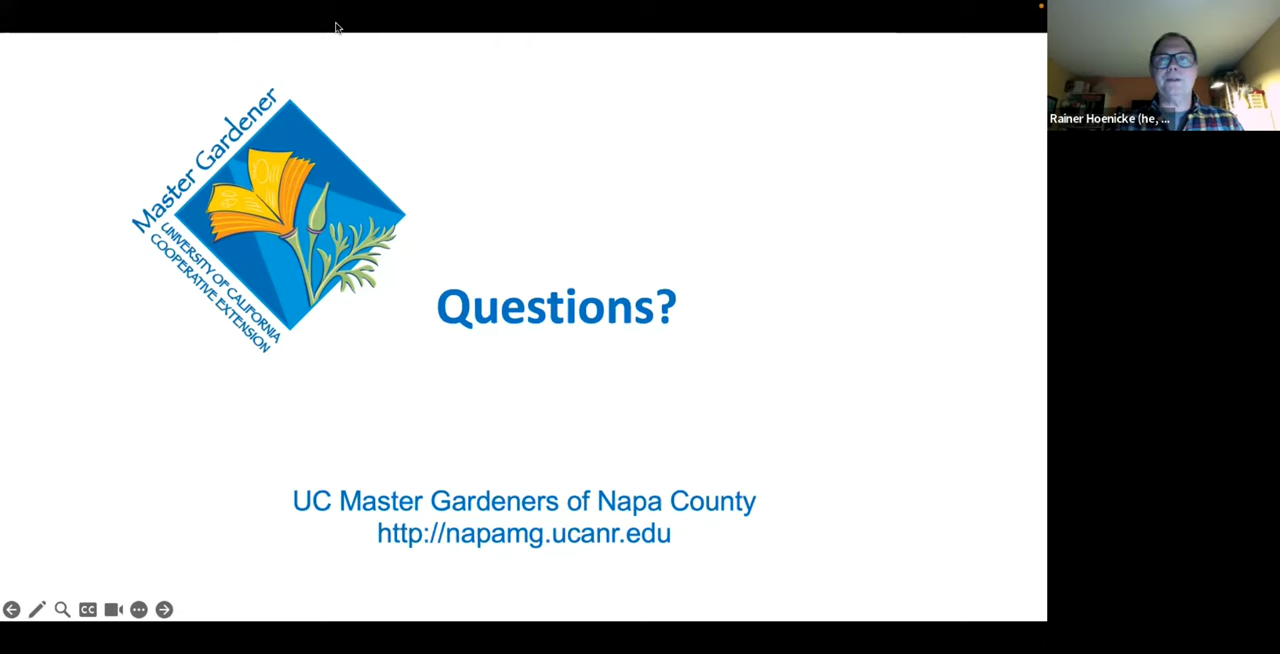 Master Gardener
UNIVERSITY OF CALIFORNIA
COOPERATIVE EXTENSION
Questions?
UC Master Gardeners of Napa County
http://napamg.ucanr.edu
Rainer Hoenicke (he, ...
CC